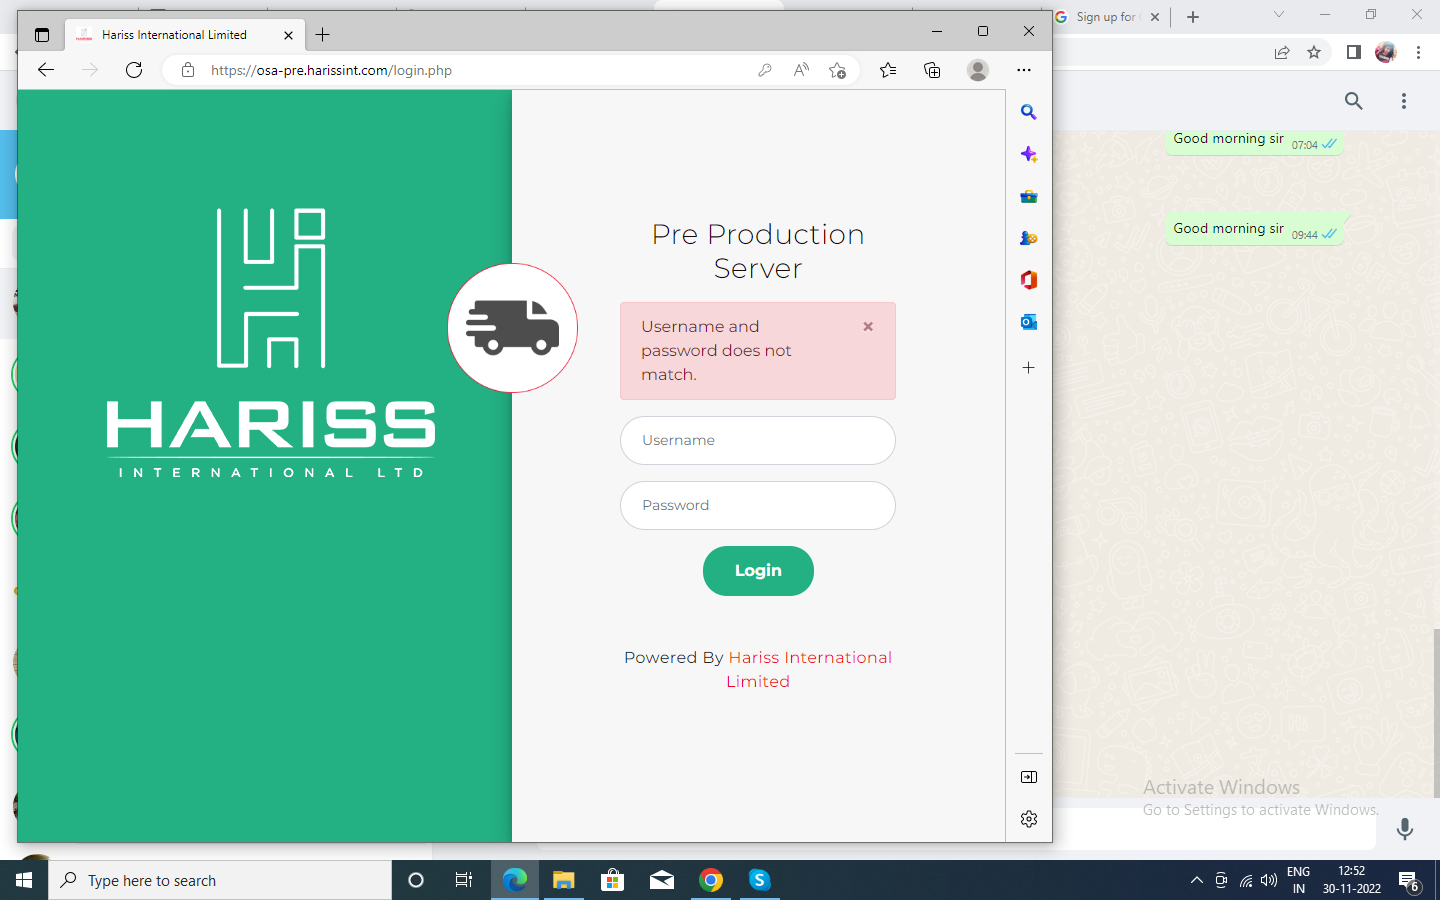 Hariss International Limited
Sign up for
https://osa-pre.harissint.com/login.php
Good morning sir 07:04
Good morning sir 09:44
HARISS
INTERNATIONAL LTD
Pre Production
Server
Username and
password does not
match.
Username
Password
Login
Powered By Hariss International
Limited
Activate Windows
Go to Settings to activate Windows.
Type here to search
ENG
IN
12:52
30-11-2022
6